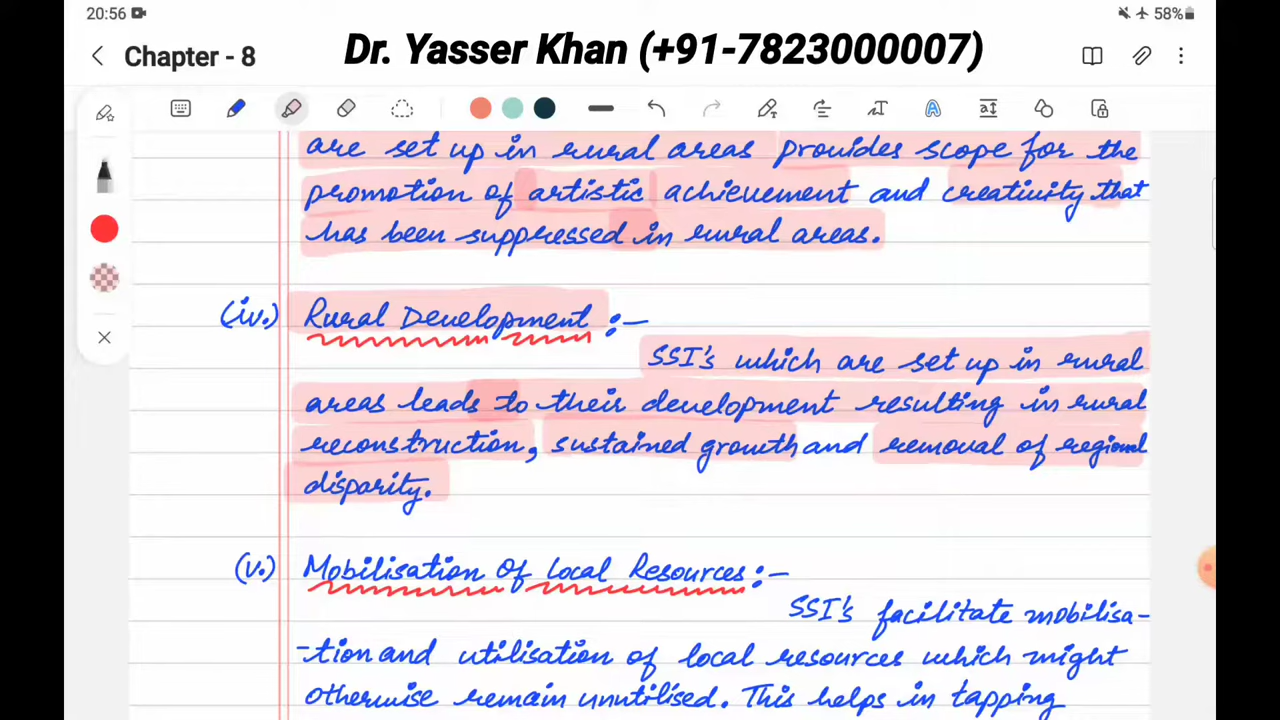 20:56
58%
Chapter - 8
Dr. Yasser Khan (+91-7823000007)
are set up in rural areas provides scope for the
promotion of artistic achievement and creativity that
has been suppressed in rural areas.
(iv.) Rural Development :-
SSI's which are set up in rural
areas leads to their development resulting in rural
reconstruction, sustained growth and removal of regional
disparity.
(v.) Mobilisation Of Local Resources :-
SSI's facilitate mobilisa-
-tion and utilisation of local resources which might
otherwise remain unutilised. This helps in tapping